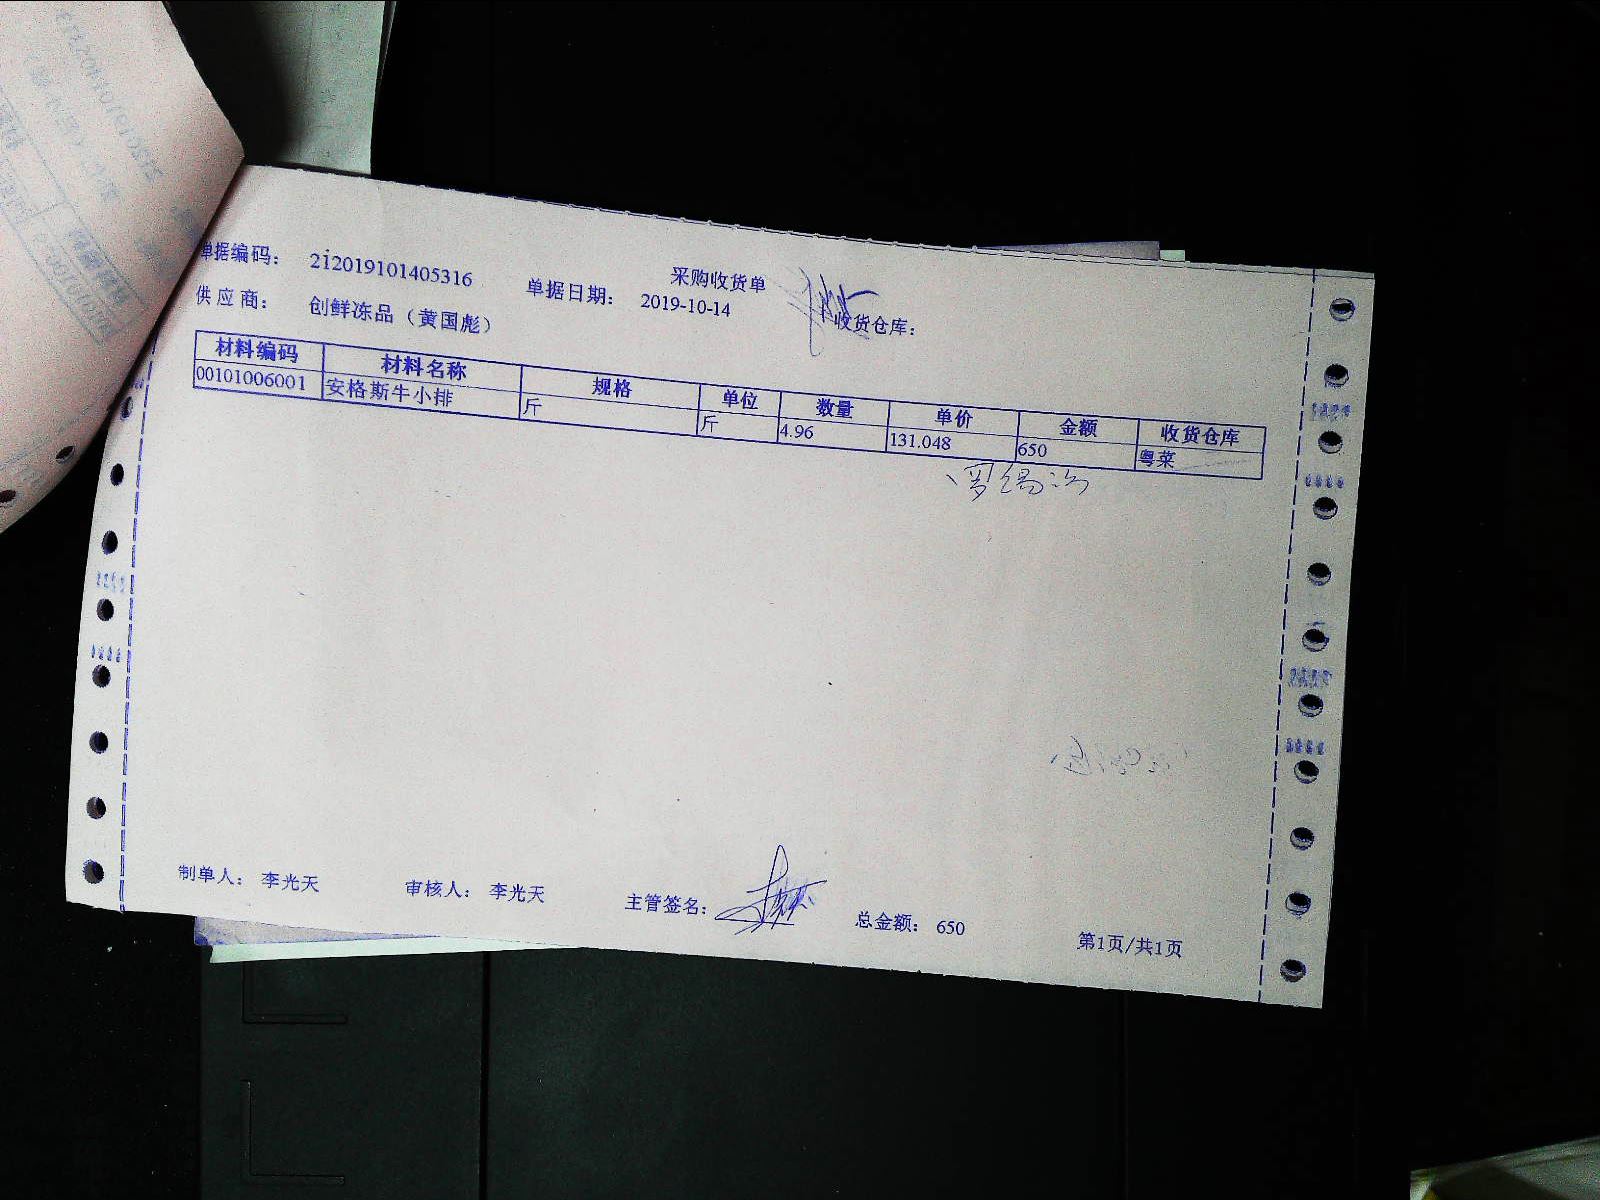 采购收货单
单据编码： 212019101405316 单据日期： 2019-10-14 收货仓库：
供应商： 创鲜冻品（黄国彪）
材料编码 材料名称 规格 单位 数量 单价 金额 收货仓库
00101006001 安格斯牛小排 斤 斤 4.96 131.048 650 粤菜
制单人： 李光天 审核人： 李光天 主管签名： 总金额： 650 第1页/共1页